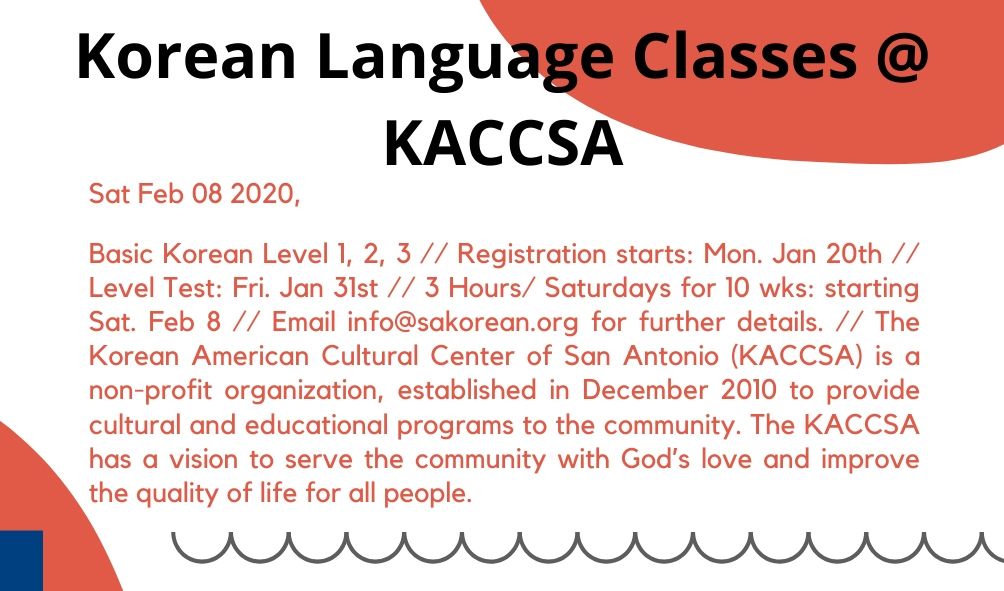 Korean Language Classes @
KACCSA
Sat Feb 08 2020,
Basic Korean Level 1, 2, 3 // Registration starts: Mon. Jan 20th //
Level Test: Fri. Jan 31st // 3 Hours/ Saturdays for 10 wks: starting
Sat. Feb 8 // Email info@sakorean.org for further details. // The
Korean American Cultural Center of San Antonio (KACCSA) is a
non-profit organization, established in December 2010 to provide
cultural and educational programs to the community. The KACCSA
has a vision to serve the community with God's love and improve
the quality of life for all people.